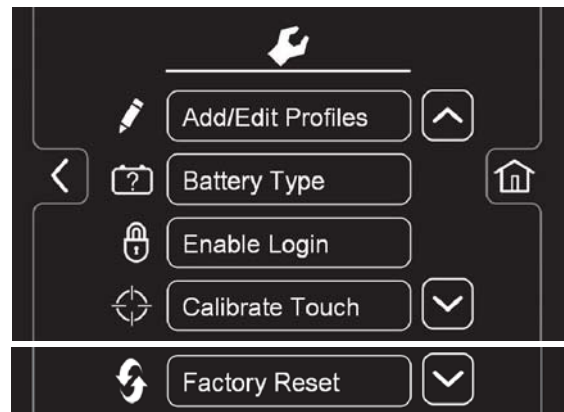 Add/Edit Profiles
Battery Type
?
Enable Login
Calibrate Touch
Factory Reset